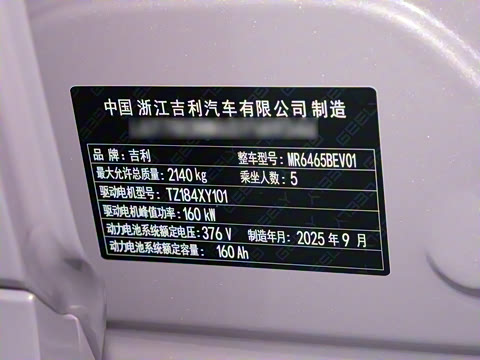 中国 浙江吉利汽车有限公司 制造
品 牌：吉利 整车型号：MR6465BEV01
最大允许总质量：2140 kg 乘坐人数：5
驱动电机型号：TZ184XY101
驱动电机峰值功率：160 kW
动力电池系统额定电压：376 V 制造年月：2025 年 9 月
动力电池系统额定容量： 160 Ah